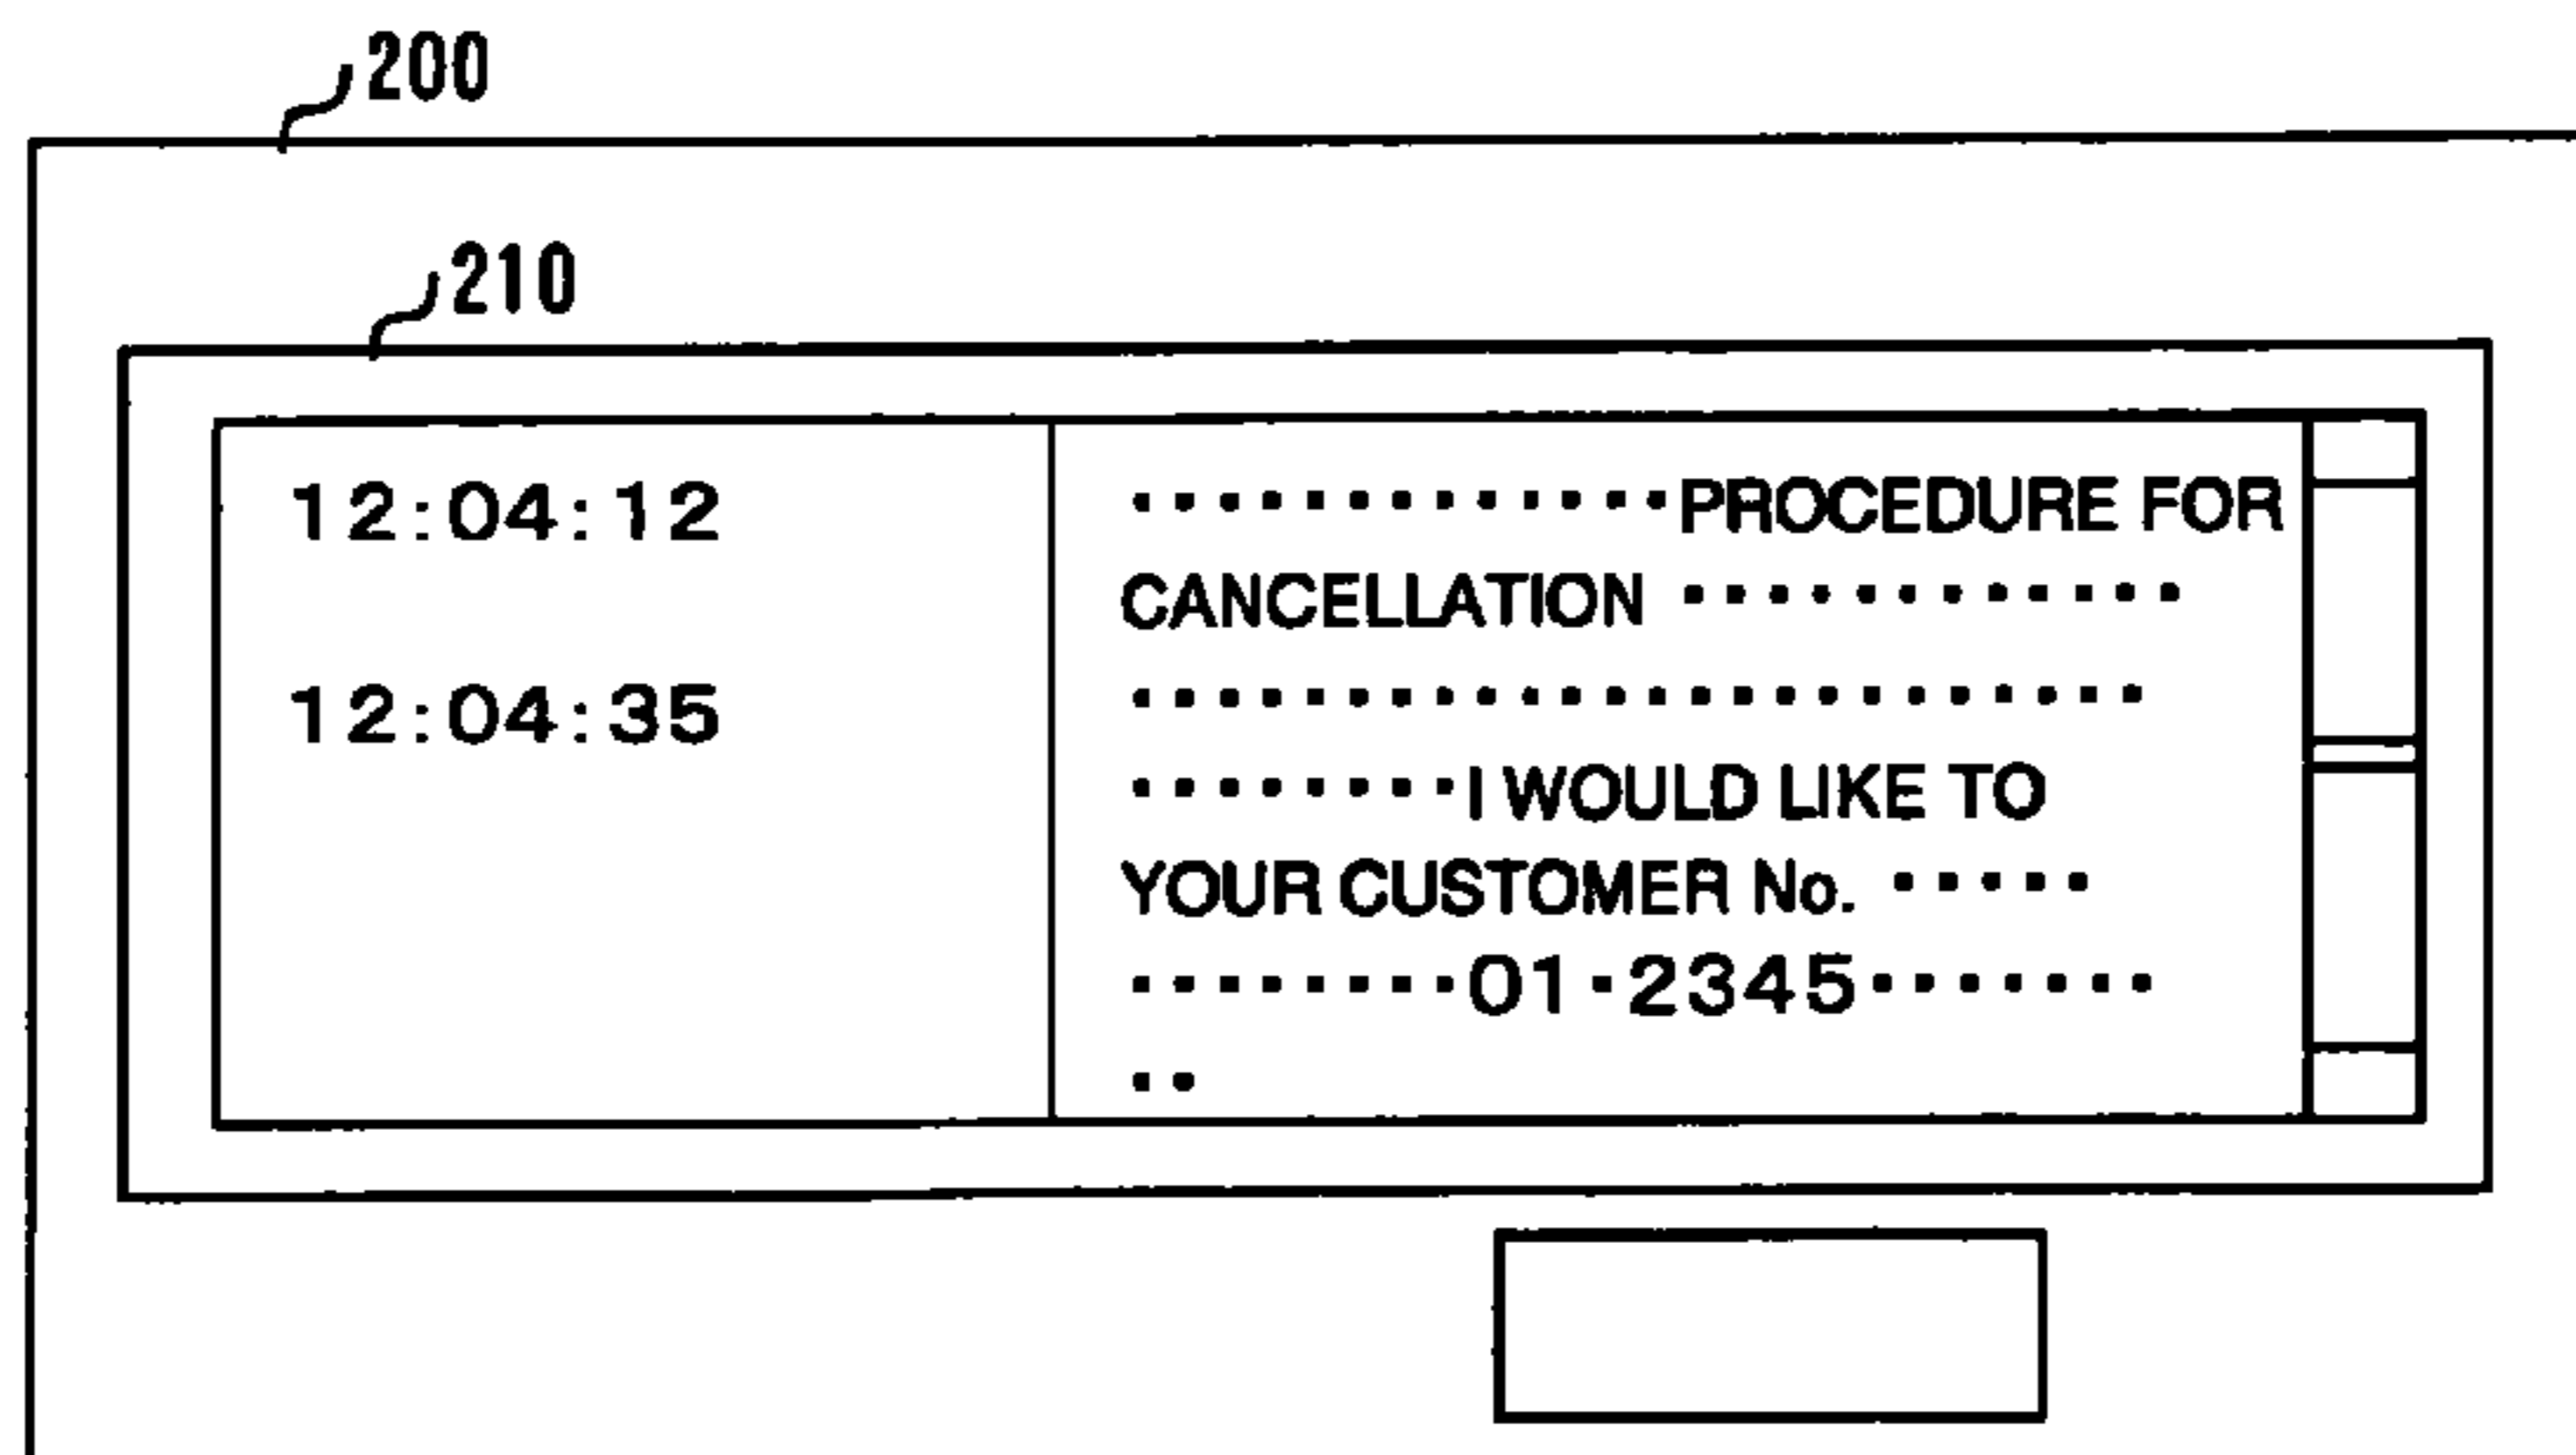 200
210
12:04:12 ·············PROCEDURE FOR
CANCELLATION ············
12:04:35 ························
········I WOULD LIKE TO
YOUR CUSTOMER No. ·····
········01·2345·······
··